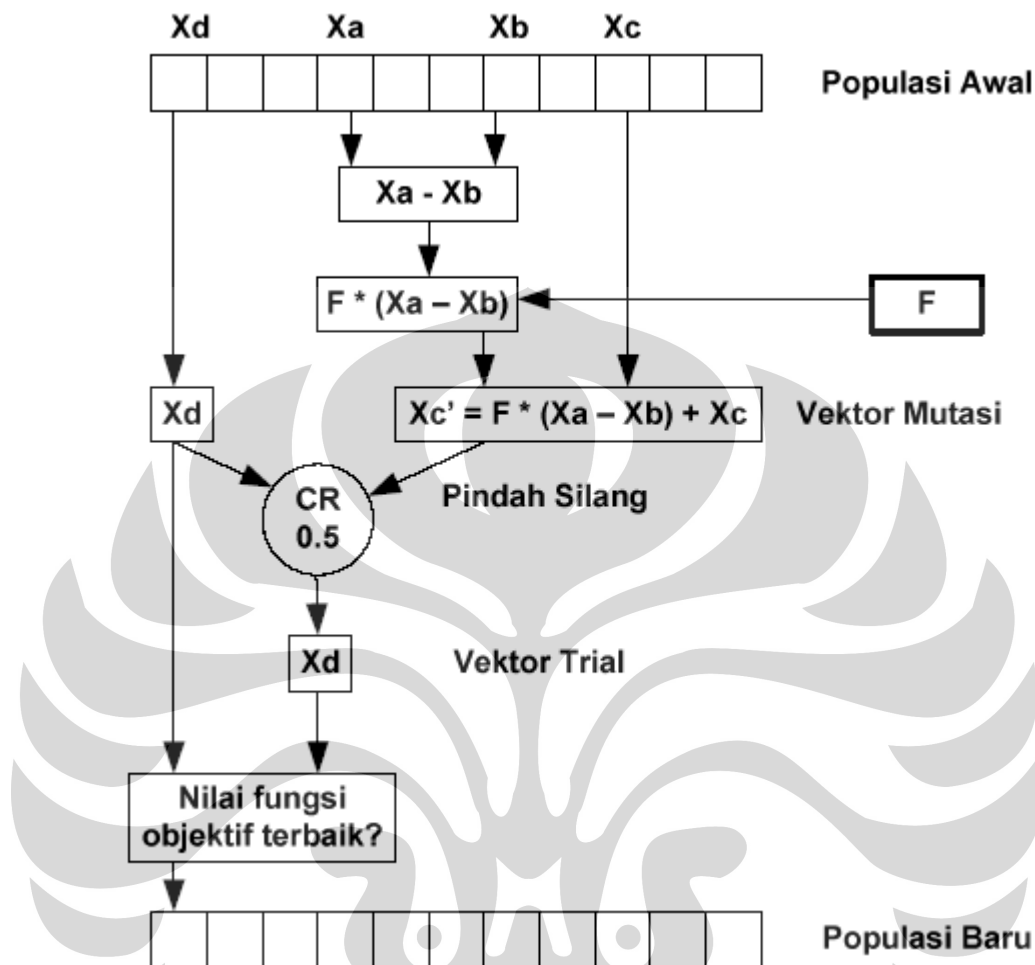 Xd Xa Xb Xc
Populasi Awal
Xa - Xb
F * (Xa – Xb)
F
Xd
Xc’ = F * (Xa – Xb) + Xc
Vektor Mutasi
CR
0.5
Pindah Silang
Xd
Vektor Trial
Nilai fungsi
objektif terbaik?
Populasi Baru